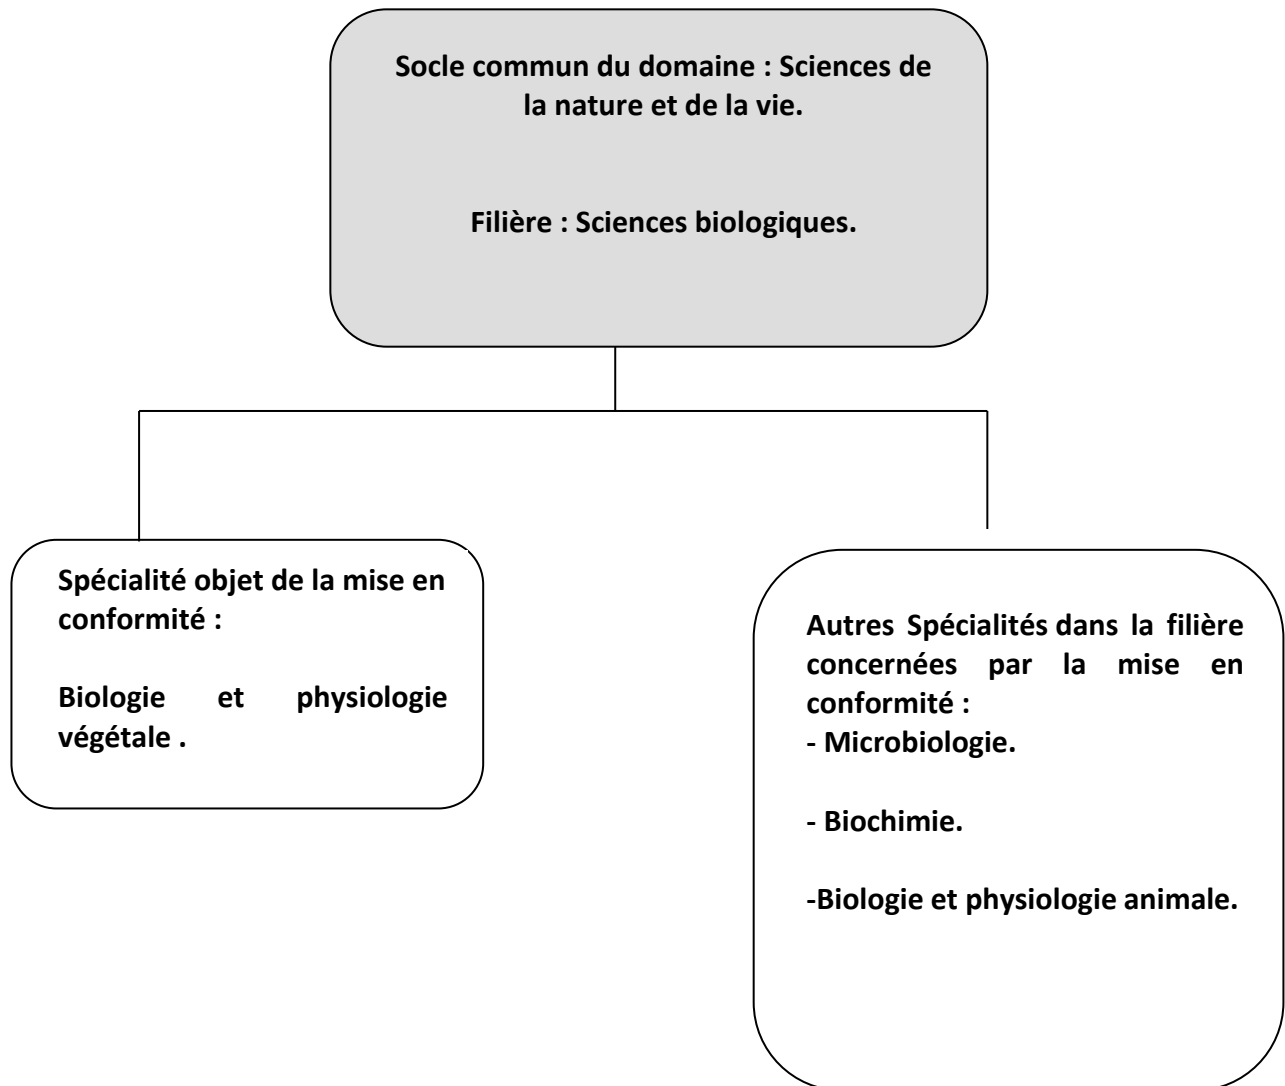 Socle commun du domaine : Sciences de
la nature et de la vie.
Filière : Sciences biologiques.
Spécialité objet de la mise en
conformité :
Biologie et physiologie
végétale .
Autres Spécialités dans la filière
concernées par la mise en
conformité :
- Microbiologie.
- Biochimie.
-Biologie et physiologie animale.